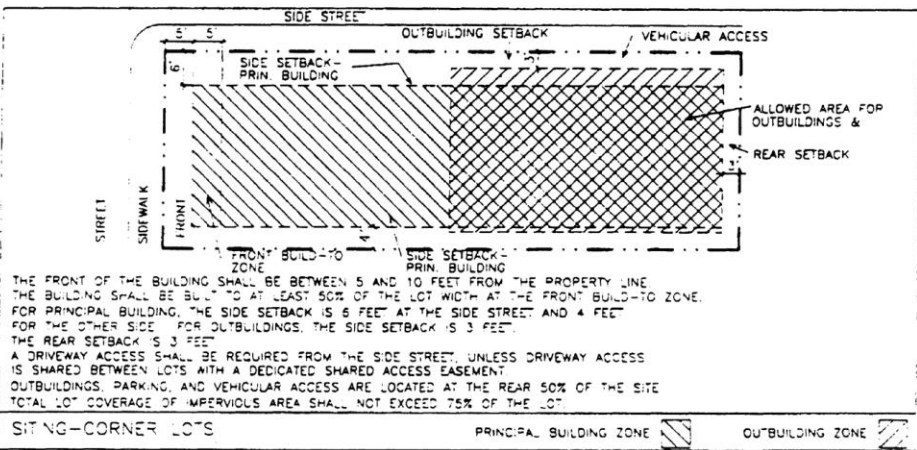 SIDE STREET
OUTBUILDING SETBACK
VEHICULAR ACCESS
5' 5'
6'
3'
SIDE SETBACK-
PRIN. BUILDING
ALLOWED AREA FOR
OUTBUILDINGS &
REAR SETBACK
3'
STREET
SIDEWALK
FRONT
4'
FRONT BUILD-TO
ZONE
SIDE SETBACK-
PRIN. BUILDING
THE FRONT OF THE BUILDING SHALL BE BETWEEN 5 AND 10 FEET FROM THE PROPERTY LINE.
THE BUILDING SHALL BE BUILT TO AT LEAST 50% OF THE LOT WIDTH AT THE FRONT BUILD-TO ZONE.
FOR PRINCIPAL BUILDING, THE SIDE SETBACK IS 6 FEET AT THE SIDE STREET AND 4 FEET
FOR THE OTHER SIDE FOR OUTBUILDINGS, THE SIDE SETBACK IS 3 FEET.
THE REAR SETBACK IS 3 FEET
A DRIVEWAY ACCESS SHALL BE REQUIRED FROM THE SIDE STREET, UNLESS DRIVEWAY ACCESS
IS SHARED BETWEEN LOTS WITH A DEDICATED SHARED ACCESS EASEMENT.
OUTBUILDINGS, PARKING, AND VEHICULAR ACCESS ARE LOCATED AT THE REAR 50% OF THE SITE
TOTAL LOT COVERAGE OF IMPERVIOUS AREA SHALL NOT EXCEED 75% OF THE LOT.
SITING-CORNER LOTS
PRINCIPAL BUILDING ZONE
OUTBUILDING ZONE